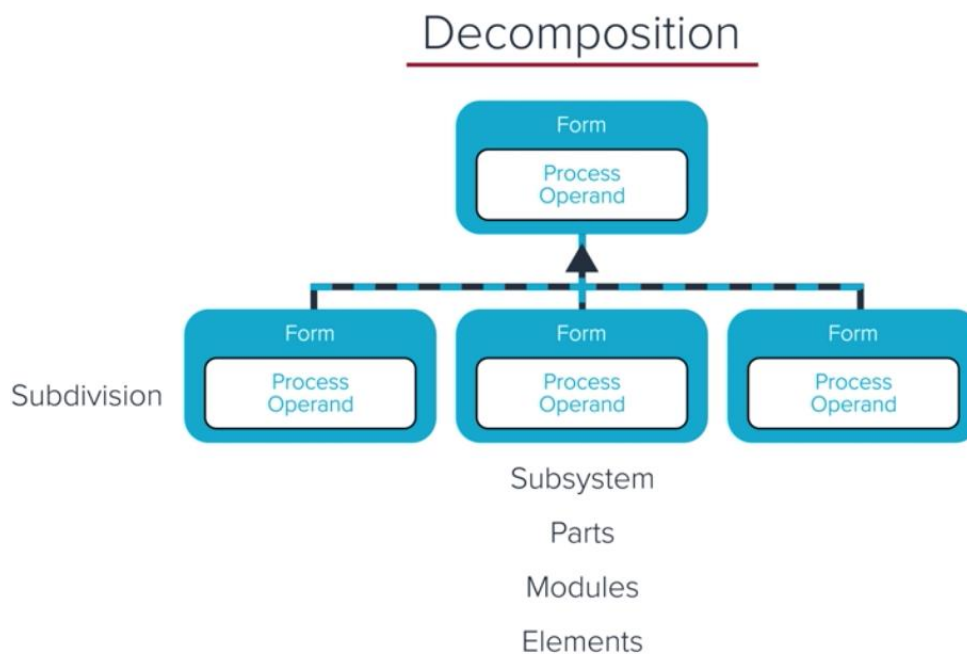 Decomposition
Form
Process
Operand
Form
Process
Operand
Form
Process
Operand
Form
Process
Operand
Subdivision
Subsystem
Parts
Modules
Elements